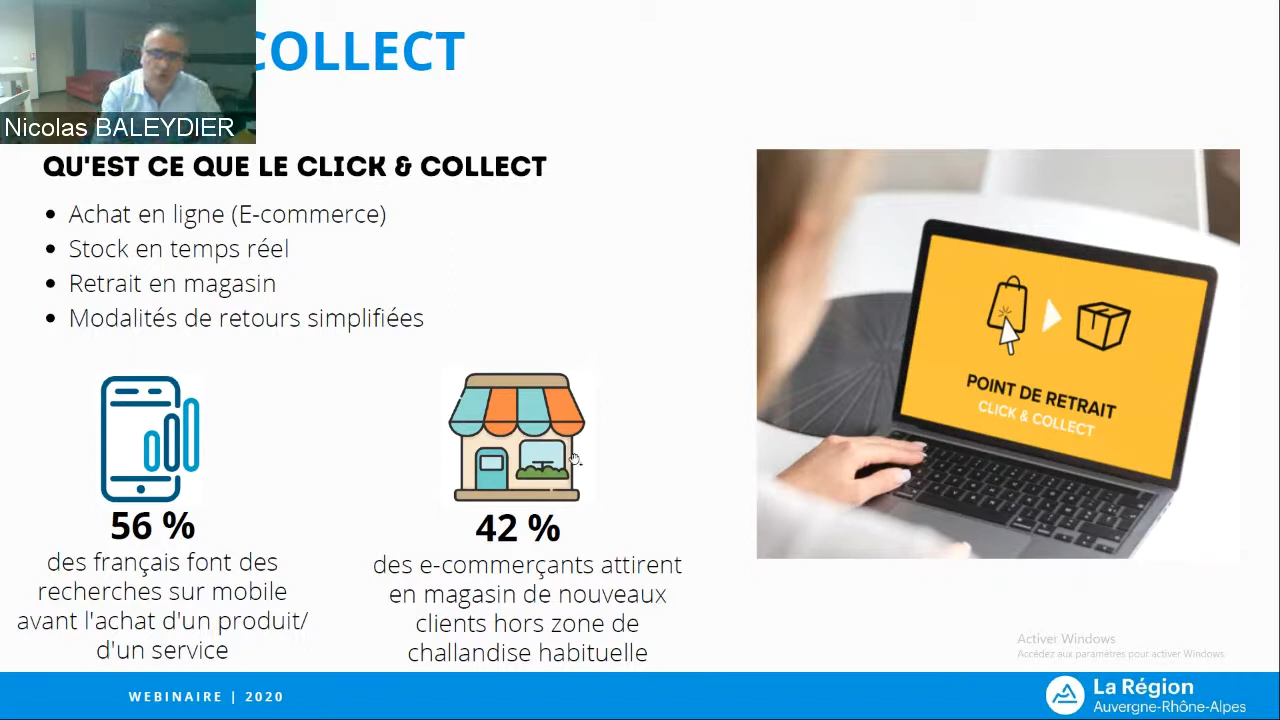 COLLECT
Nicolas BALEYDIER
QU'EST CE QUE LE CLICK & COLLECT
Achat en ligne (E-commerce)
Stock en temps réel
Retrait en magasin
Modalités de retours simplifiées
POINT DE RETRAIT
CLICK & COLLECT
56 %
des français font des
recherches sur mobile
avant l'achat d'un produit/
d'un service
42 %
des e-commerçants attirent
en magasin de nouveaux
clients hors zone de
challandise habituelle
Activer Windows
Accédez aux paramètres pour activer Windows.
WEBINAIRE | 2020
La Région
Auvergne-Rhône-Alpes